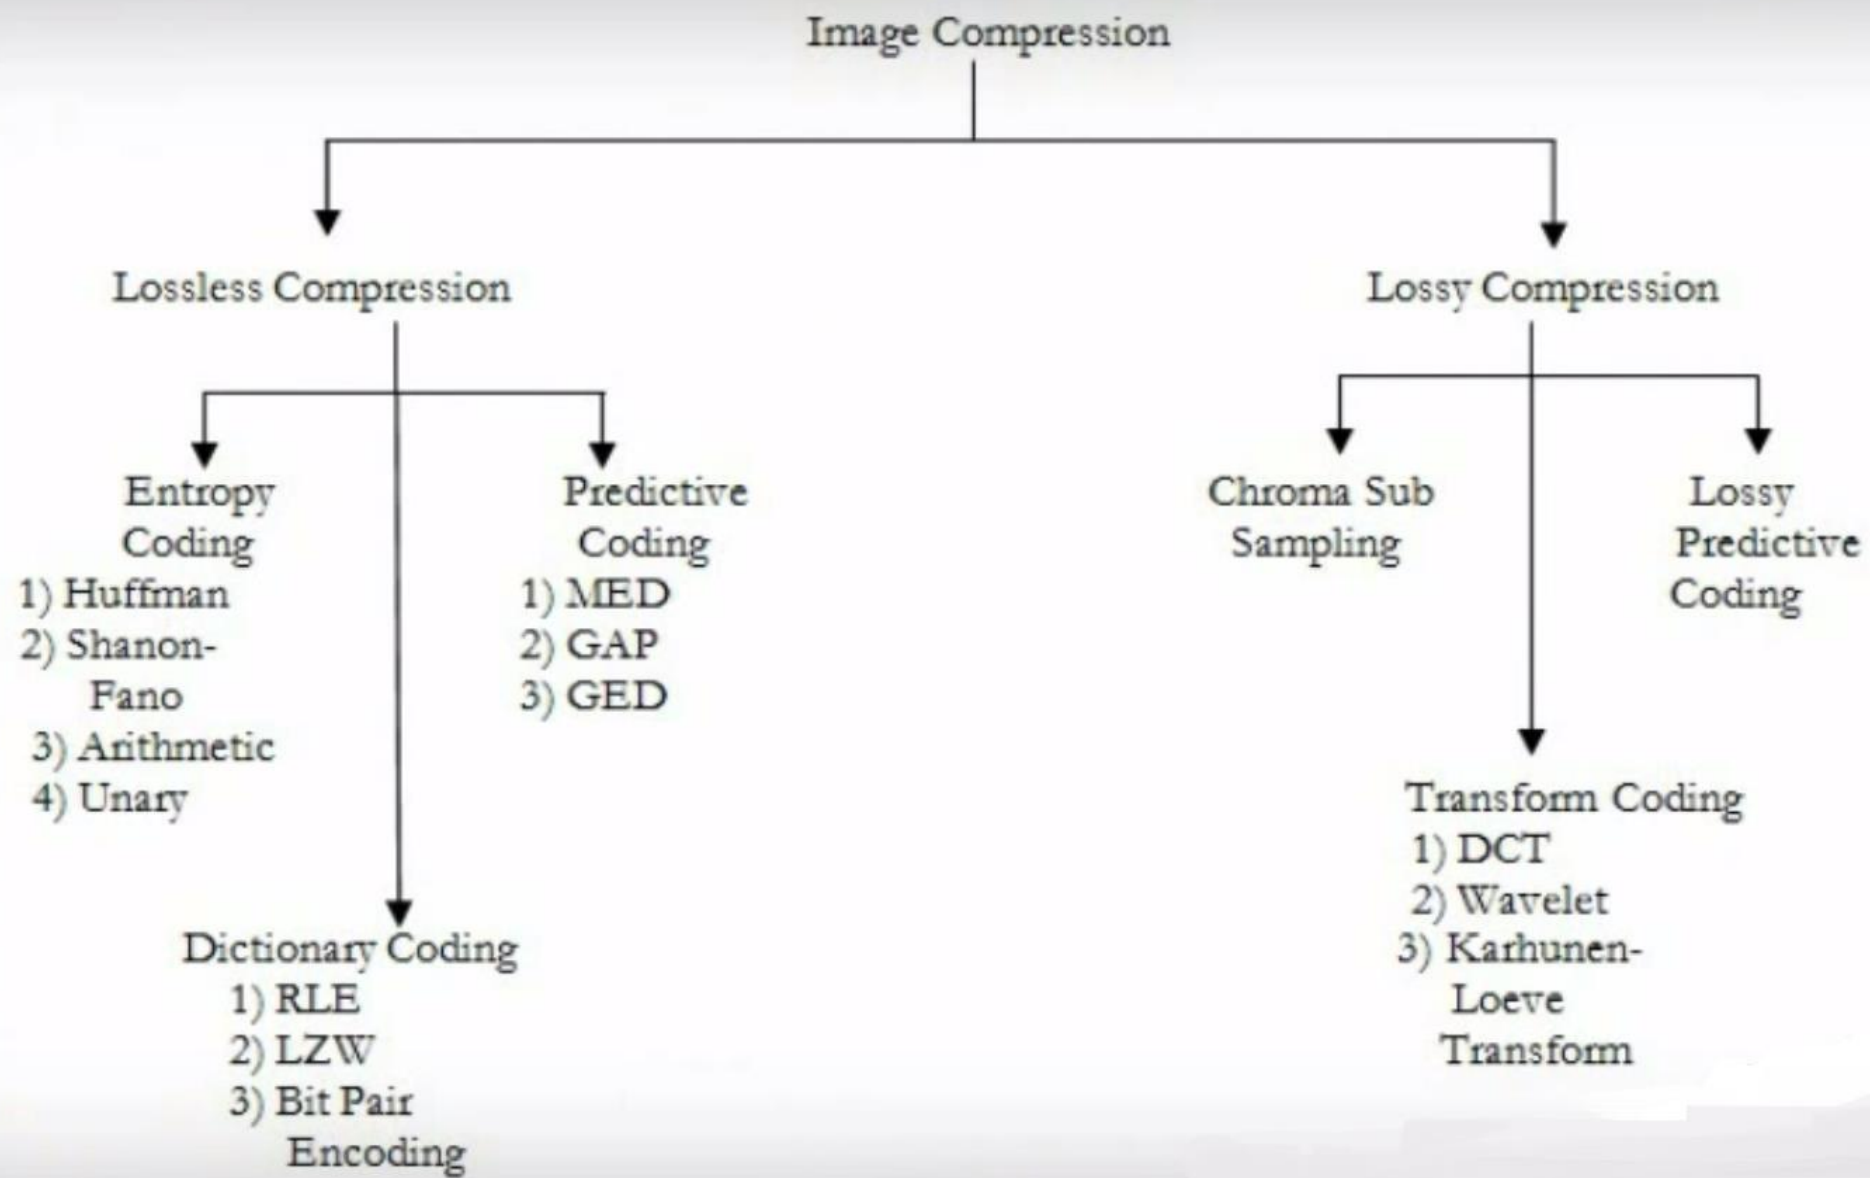 Image Compression
Lossless Compression
Entropy
Coding
1) Huffman
2) Shanon-
Fano
3) Arithmetic
4) Unary
Predictive
Coding
1) MED
2) GAP
3) GED
Dictionary Coding
1) RLE
2) LZW
3) Bit Pair
Encoding
Lossy Compression
Chroma Sub
Sampling
Lossy
Predictive
Coding
Transform Coding
1) DCT
2) Wavelet
3) Karhunen-
Loeve
Transform